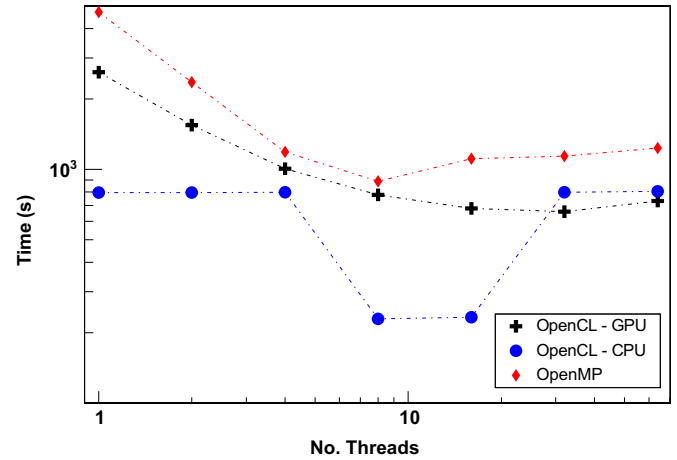 Time (s)
10³
1
10
No. Threads
OpenCL - GPU
OpenCL - CPU
OpenMP